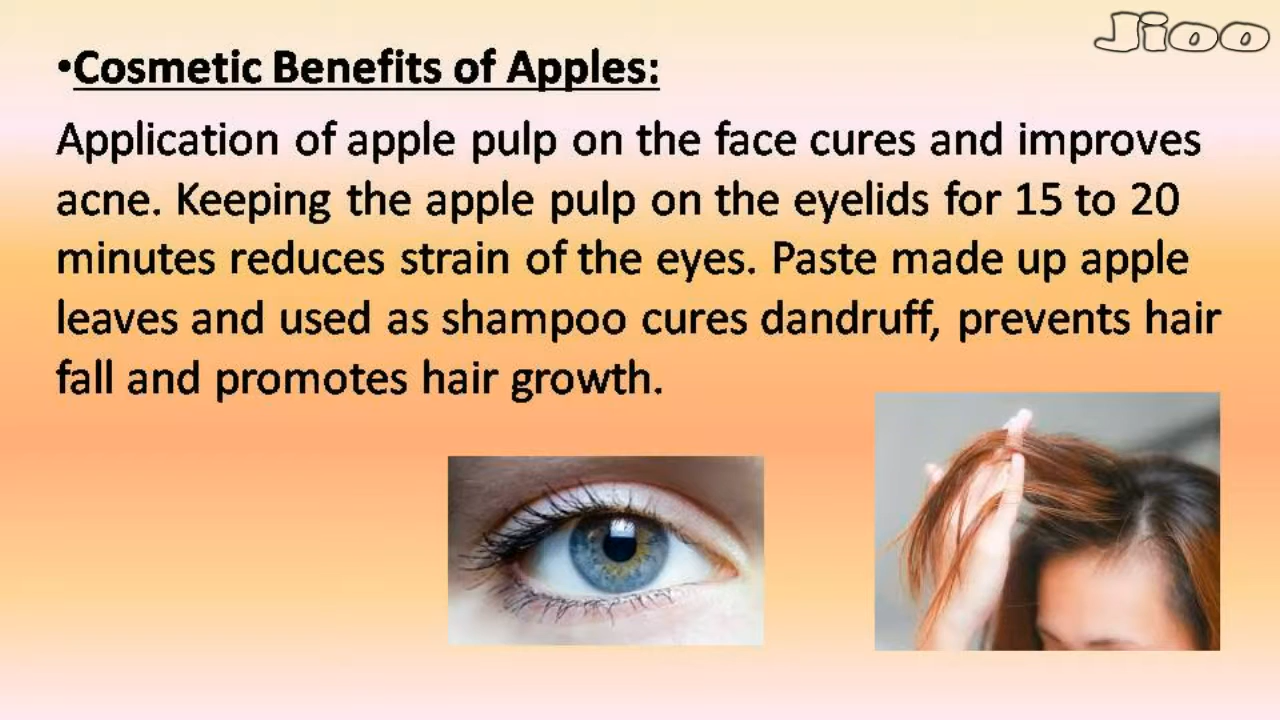 Jioo
•Cosmetic Benefits of Apples:
Application of apple pulp on the face cures and improves
acne. Keeping the apple pulp on the eyelids for 15 to 20
minutes reduces strain of the eyes. Paste made up apple
leaves and used as shampoo cures dandruff, prevents hair
fall and promotes hair growth.